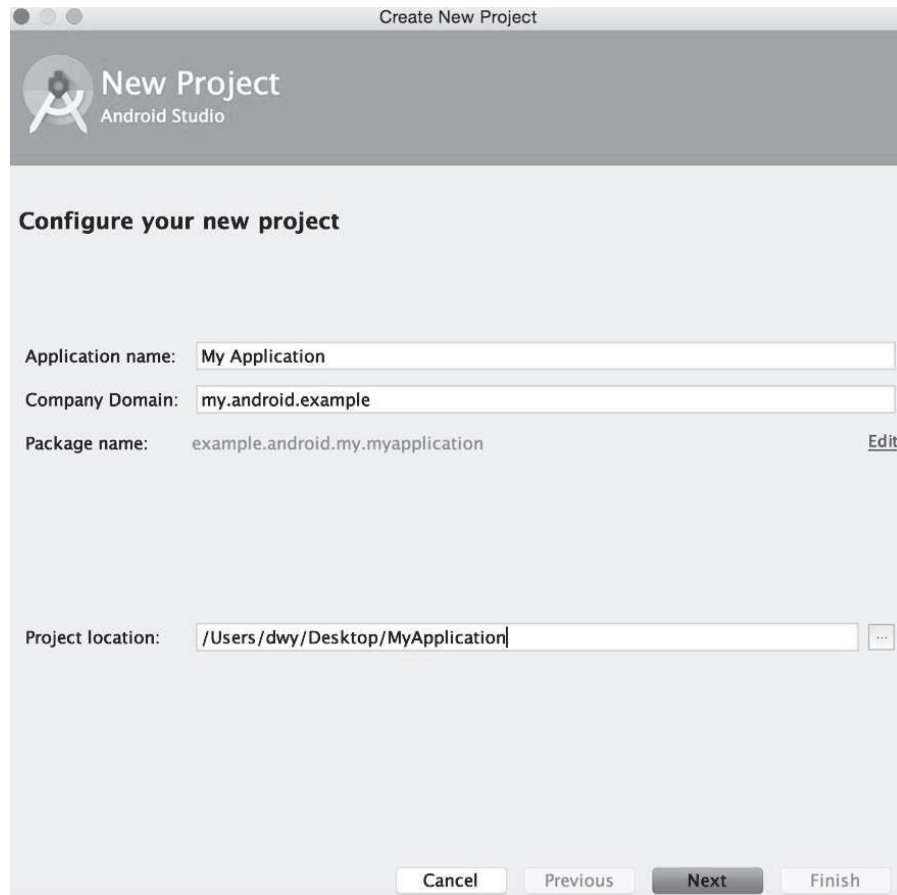 Create New Project
New Project
Android Studio
Configure your new project
Application name: My Application
Company Domain: my.android.example
Package name: example.android.my.myapplication Edit
Project location: /Users/dwy/Desktop/MyApplication ...
Cancel Previous Next Finish